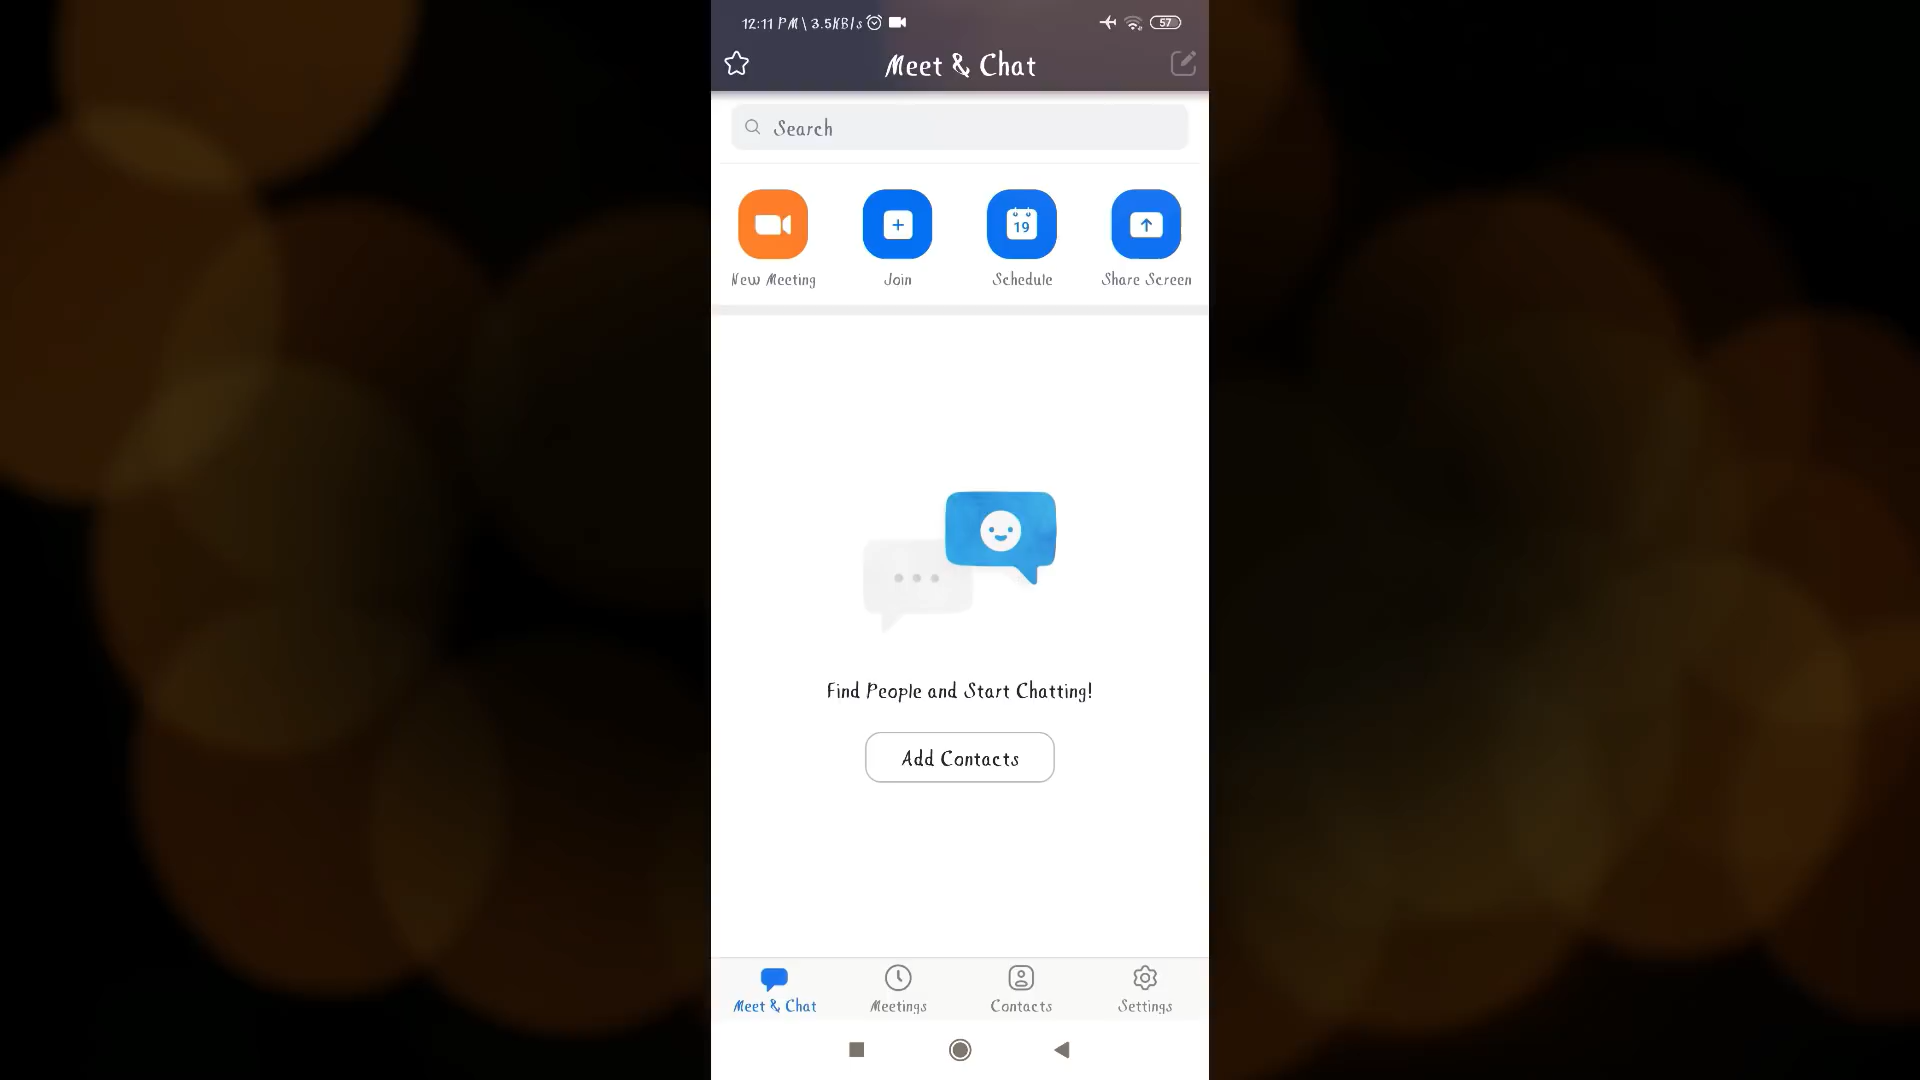 12:11 PM \ 3.5KB/s 57
Meet & Chat
Search
19
New Meeting Join Schedule Share Screen
Find People and Start Chatting!
Add Contacts
Meet & Chat Meetings Contacts Settings